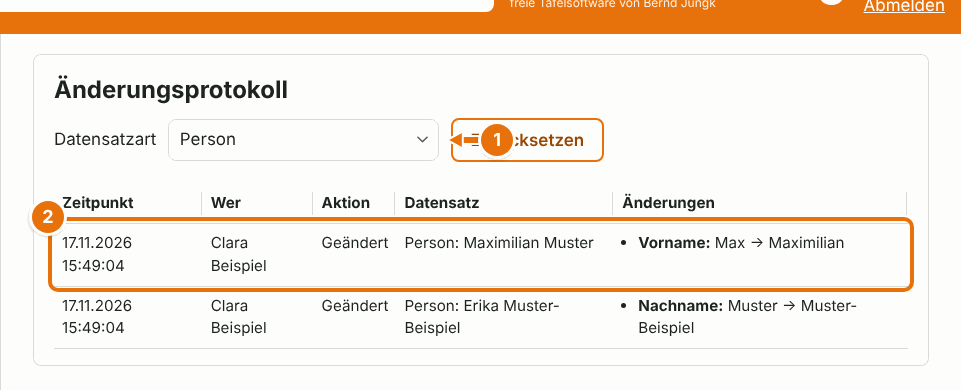 freie Tafelsoftware von Bernd Jungk
Abmelden
Änderungsprotokoll
Datensatzart Person 1
Zeitpunkt Wer Aktion Datensatz Änderungen
2
17.11.2026 Clara Geändert Person: Maximilian Muster • Vorname: Max → Maximilian
15:49:04 Beispiel
17.11.2026 Clara Geändert Person: Erika Muster- • Nachname: Muster → Muster-
15:49:04 Beispiel Beispiel Beispiel